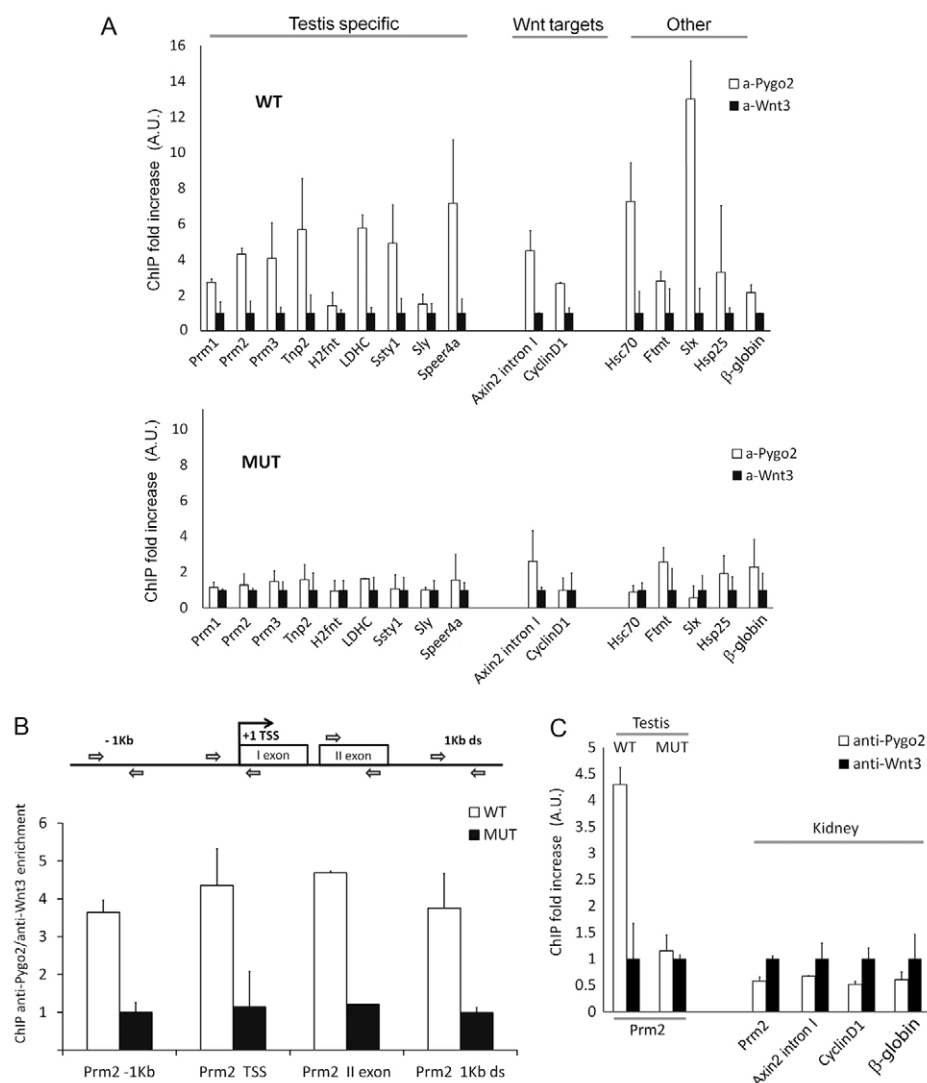 A
Testis specific
Wnt targets
Other
16
14
12
10
8
6
4
2
0
ChIP fold increase (A.U.)
WT
a-Pygo2
a-Wnt3
Prm1
Prm2
Prm3
Tnp2
H2fnt
LDHC
Ssty1
Sly
Speer4a
Axin2 intron I
CyclinD1
Hsc70
Ftmt
Slx
Hsp25
β-globin
10
8
6
4
2
0
ChIP fold increase (A.U.)
MUT
a-Pygo2
a-Wnt3
Prm1
Prm2
Prm3
Tnp2
H2fnt
LDHC
Ssty1
Sly
Speer4a
Axin2 intron I
CyclinD1
Hsc70
Ftmt
Slx
Hsp25
β-globin
B
- 1Kb
+1 TSS
I exon
II exon
1Kb ds
ChIP anti-Pygo2/anti-Wnt3 enrichment
6
5
4
3
2
1
WT
MUT
Prm2 -1Kb
Prm2 TSS
Prm2 II exon
Prm2 1Kb ds
C
Testis
WT MUT
anti-Pygo2
anti-Wnt3
Kidney
ChIP fold increase (A.U.)
5
4.5
4
3.5
3
2.5
2
1.5
1
0.5
0
Prm2
Prm2
Axin2 intron I
CyclinD1
β-globin